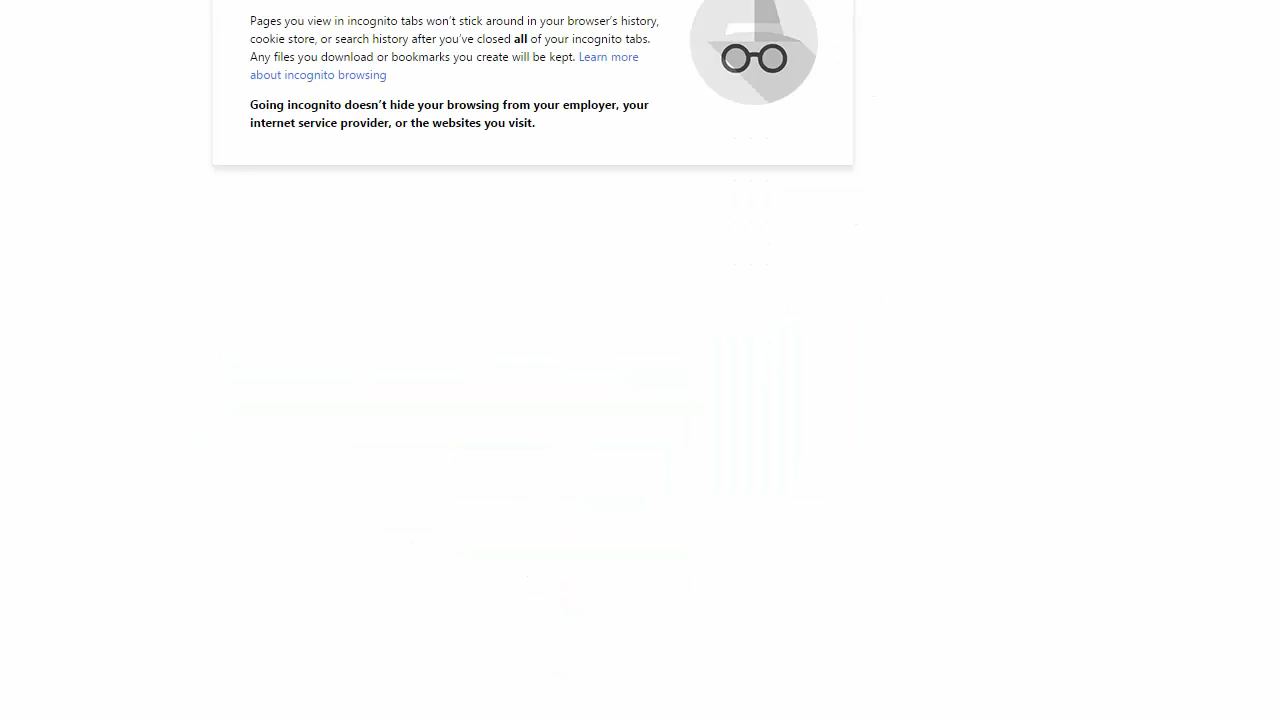 Pages you view in incognito tabs won’t stick around in your browser’s history,
cookie store, or search history after you’ve closed all of your incognito tabs.
Any files you download or bookmarks you create will be kept. Learn more
about incognito browsing
Going incognito doesn’t hide your browsing from your employer, your
internet service provider, or the websites you visit.